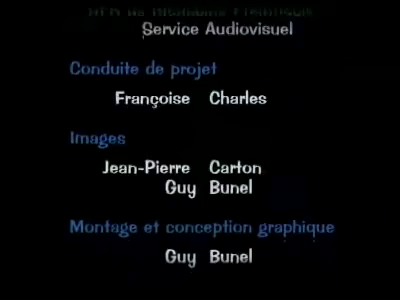 Service Audiovisuel
Conduite de projet
Françoise Charles
Images
Jean-Pierre Carton
Guy Bunel
Montage et conception graphique
Guy Bunel